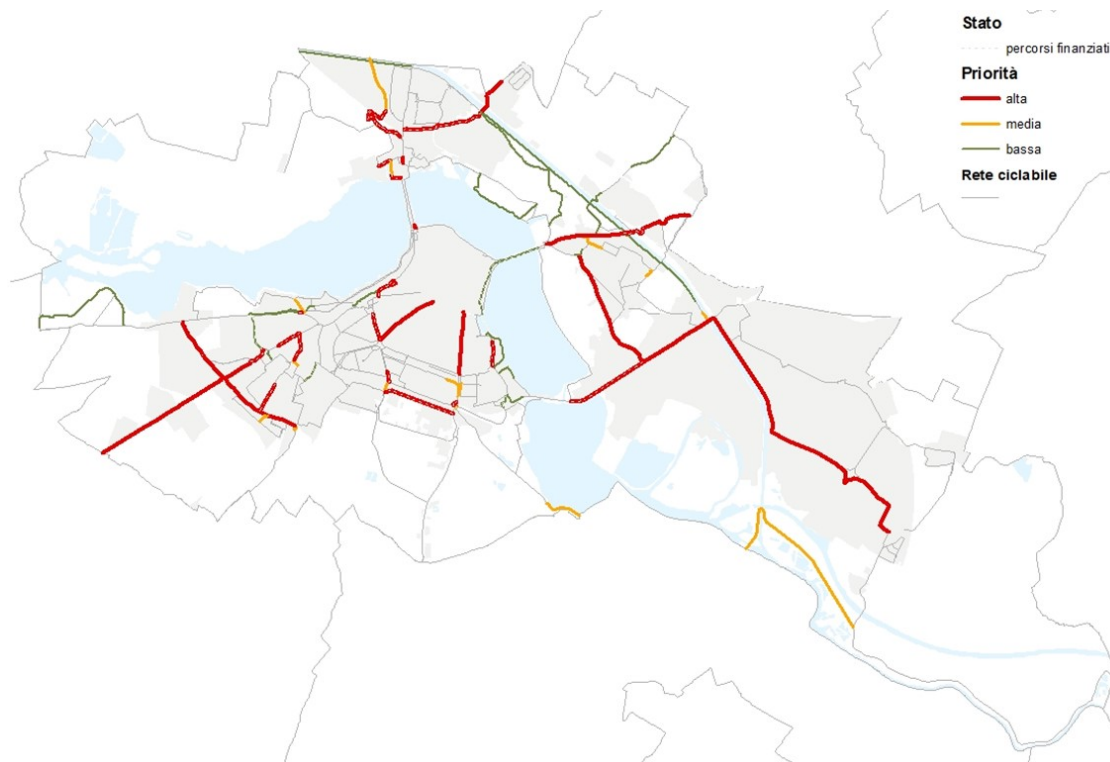 Stato
percorsi finanziati
Priorità
alta
media
bassa
Rete ciclabile